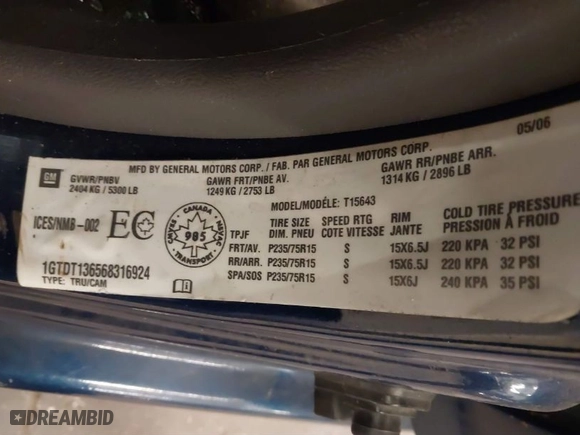 05/06
MFD BY GENERAL MOTORS CORP. / FAB. PAR GENERAL MOTORS CORP.
GM
GVWR/PNBV GAWR FRT/PNBE AV. GAWR RR/PNBE ARR.
2404 KG / 5300 LB 1249 KG / 2753 LB 1314 KG / 2896 LB
MODEL/MODÈLE: T15643
ICES/NMB-002 EC
CANADA
CMVSS NSVAC
985
TRANSPORT
TIRE SIZE SPEED RTG RIM COLD TIRE PRESSURE
TPJF DIM. PNEU COTE VITESSE JANTE PRESSION À FROID
FRT/AV. P235/75R15 S 15X6.5J 220 KPA 32 PSI
RR/ARR. P235/75R15 S 15X6.5J 220 KPA 32 PSI
SPA/SOS P235/75R15 S 15X6J 240 KPA 35 PSI
1GTDT136568316924
TYPE: TRU/CAM
DREAMBID